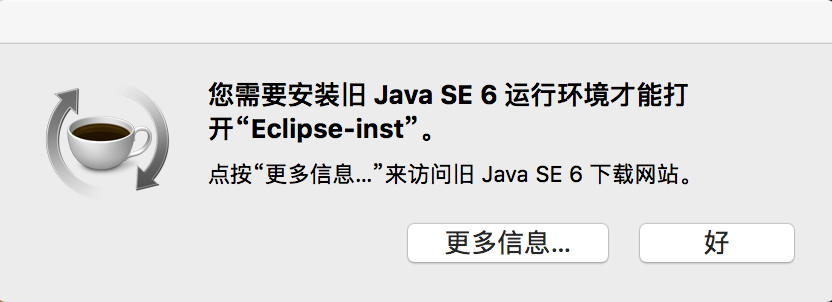 您需要安装旧 Java SE 6 运行环境才能打
开“Eclipse-inst”。
点按“更多信息...”来访问旧 Java SE 6 下载网站。
更多信息...
好